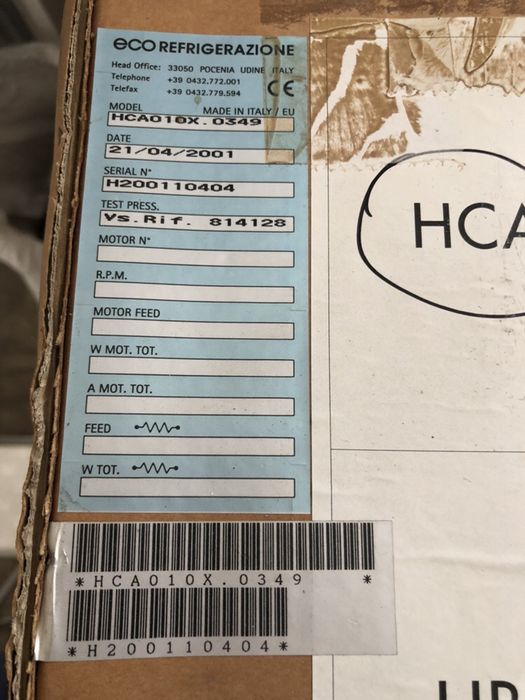 ECO REFRIGERAZIONE
Head Office: 33050 POCENIA UDINE ITALY
Telephone +39 0432.772.001
Telefax +39 0432.779.594
CE
MODEL MADE IN ITALY / EU
HCA010X.0349
DATE
21/04/2001
SERIAL N°
H200110404
TEST PRESS.
Vs.Rif. 814128
MOTOR N°
R.P.M.
MOTOR FEED
W MOT. TOT.
A MOT. TOT.
FEED
W TOT.
*HCA010X.0349 *
*H200110404*
HCA